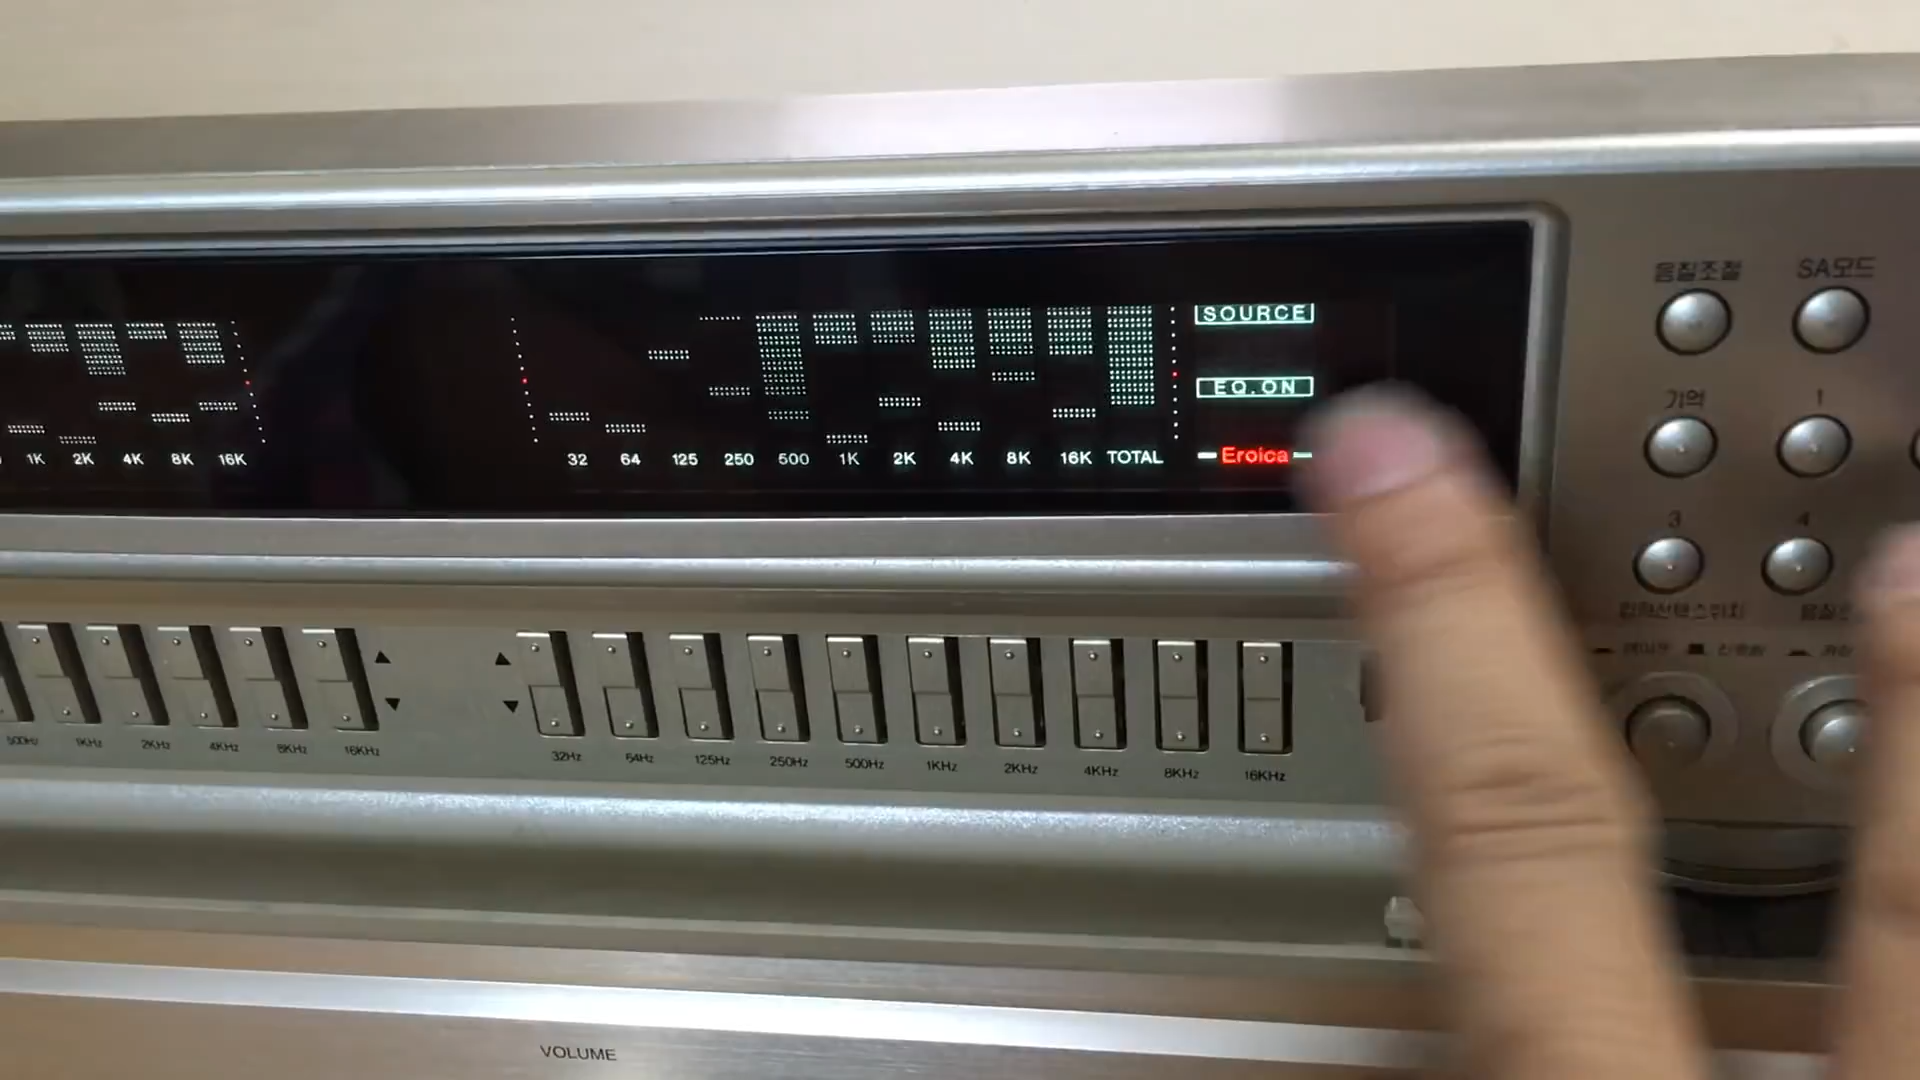 SOURCE
EQ.ON
Eroica
1K 2K 4K 8K 16K
32 64 125 250 500 1K 2K 4K 8K 16K TOTAL
음질조절 SA모드
기억 1
3 4
500Hz 1KHz 2KHz 4KHz 8KHz 16KHz
32Hz 64Hz 125Hz 250Hz 500Hz 1KHz 2KHz 4KHz 8KHz 16KHz
VOLUME